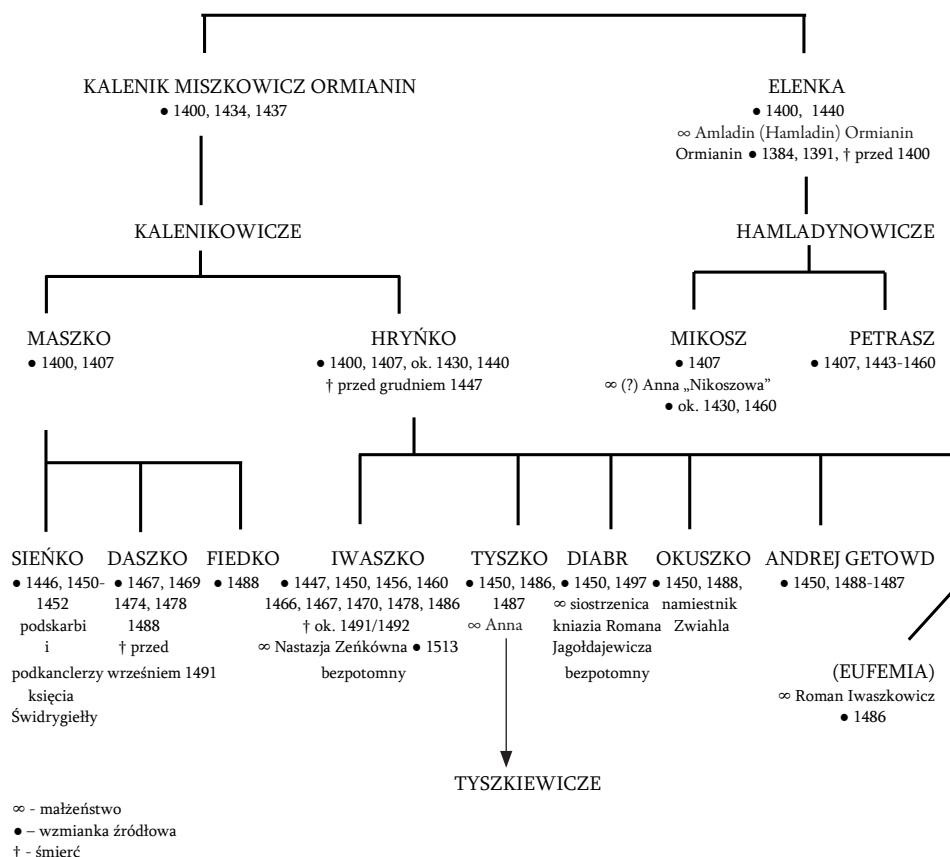 KALENIK MISZKOWICZ ORMIANIN
● 1400, 1434, 1437
ELENKA
● 1400, 1440
∞ Amladin (Hamladin) Ormianin
Ormianin ● 1384, 1391, † przed 1400
KALENIKOWICZE
HAMLADYNOWICZE
MASZKO
● 1400, 1407
HRYŃKO
● 1400, 1407, ok. 1430, 1440
† przed grudniem 1447
MIKOSZ
● 1407
∞ (?) Anna „Nikoszowa”
● ok. 1430, 1460
PETRASZ
● 1407, 1443-1460
SIEŃKO
● 1446, 1450-
1452
podskarbi
i
podkanclerzy
księcia
Świdrygiełły
DASZKO
● 1467, 1469
1474, 1478
1488
† przed
wrześniem 1491
FIEDKO
● 1488
IWASZKO
● 1447, 1450, 1456, 1460
1466, 1467, 1470, 1478, 1486
† ok. 1491/1492
∞ Nastazja Zeńkówna ● 1513
bezpotomny
TYSZKO
● 1450, 1486,
1487
∞ Anna
DIABR
● 1450, 1497
∞ siostrzenica
kniazia Romana
Jagołdajewicza
bezpotomny
OKUSZKO
● 1450, 1488,
namiestnik
Zwiahla
ANDREJ GETOWD
● 1450, 1488-1487
(EUFEMIA)
∞ Roman Iwaszkowicz
● 1486
TYSZKIEWICZE
∞ - małżeństwo
● – wzmianka źródłowa
† - śmierć